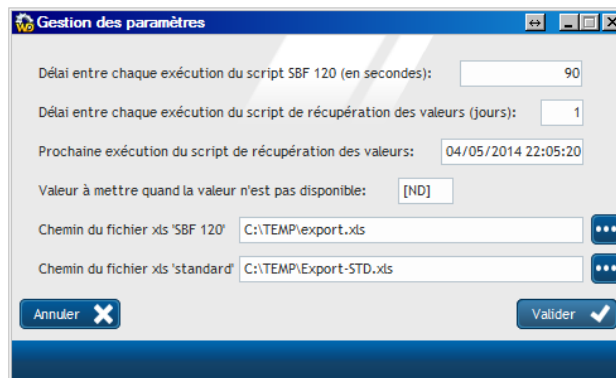 Gestion des paramètres
Délai entre chaque exécution du script SBF 120 (en secondes): 90
Délai entre chaque exécution du script de récupération des valeurs (jours): 1
Prochaine exécution du script de récupération des valeurs: 04/05/2014 22:05:20
Valeur à mettre quand la valeur n'est pas disponible: [ND]
Chemin du fichier xls 'SBF 120' C:\TEMP\export.xls
Chemin du fichier xls 'standard' C:\TEMP\Export-STD.xls
Annuler Valider